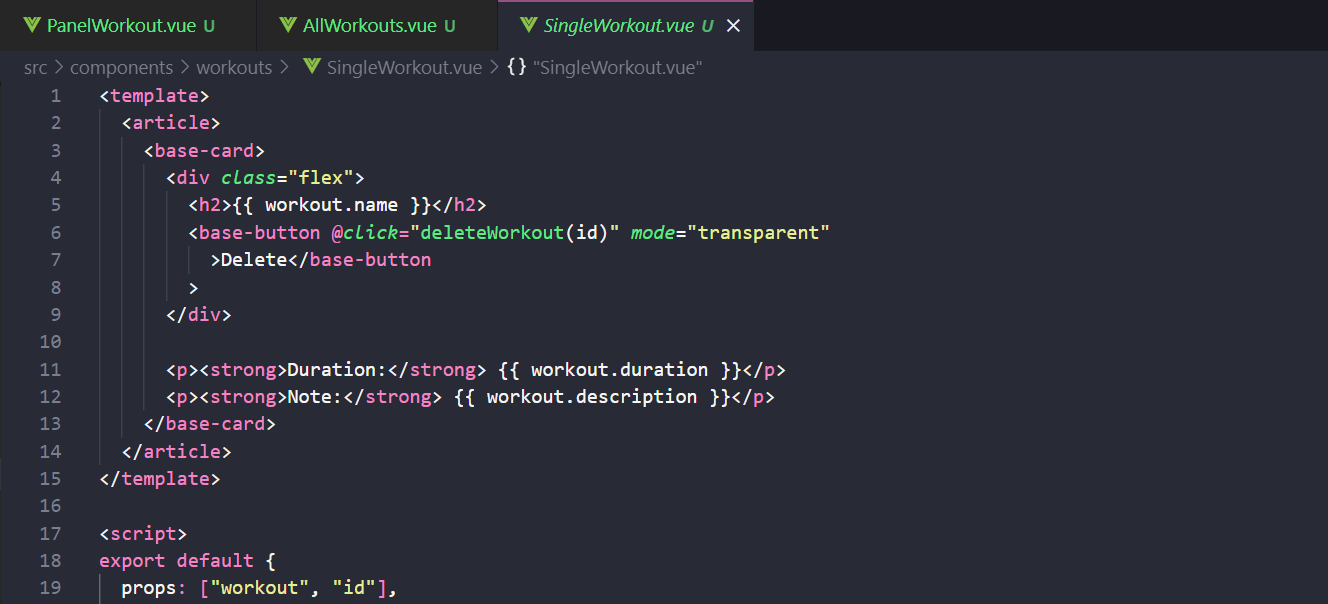 PanelWorkout.vue U AllWorkouts.vue U SingleWorkout.vue U ×
src > components > workouts > SingleWorkout.vue > {} "SingleWorkout.vue"
1 <template>
2   <article>
3     <base-card>
4       <div class="flex">
5         <h2>{{ workout.name }}</h2>
6         <base-button @click="deleteWorkout(id)" mode="transparent"
7           >Delete</base-button
8         >
9       </div>
10
11       <p><strong>Duration:</strong> {{ workout.duration }}</p>
12       <p><strong>Note:</strong> {{ workout.description }}</p>
13     </base-card>
14   </article>
15 </template>
16
17 <script>
18 export default {
19   props: ["workout", "id"],